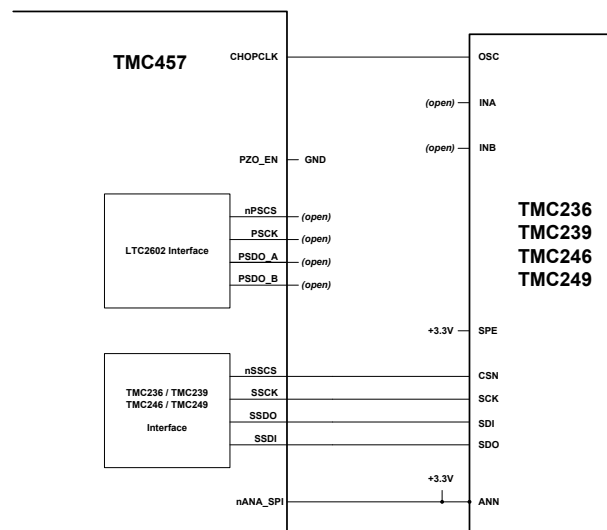 TMC457
CHOPCLK
OSC
(open) INA
(open) INB
PZO_EN GND
TMC236
TMC239
TMC246
TMC249
LTC2602 Interface
nPSCS (open)
PSCK (open)
PSDO_A (open)
PSDO_B (open)
+3.3V SPE
TMC236 / TMC239
TMC246 / TMC249
Interface
nSSCS CSN
SSCK SCK
SSDO SDI
SSDI SDO
+3.3V
nANA_SPI ANN